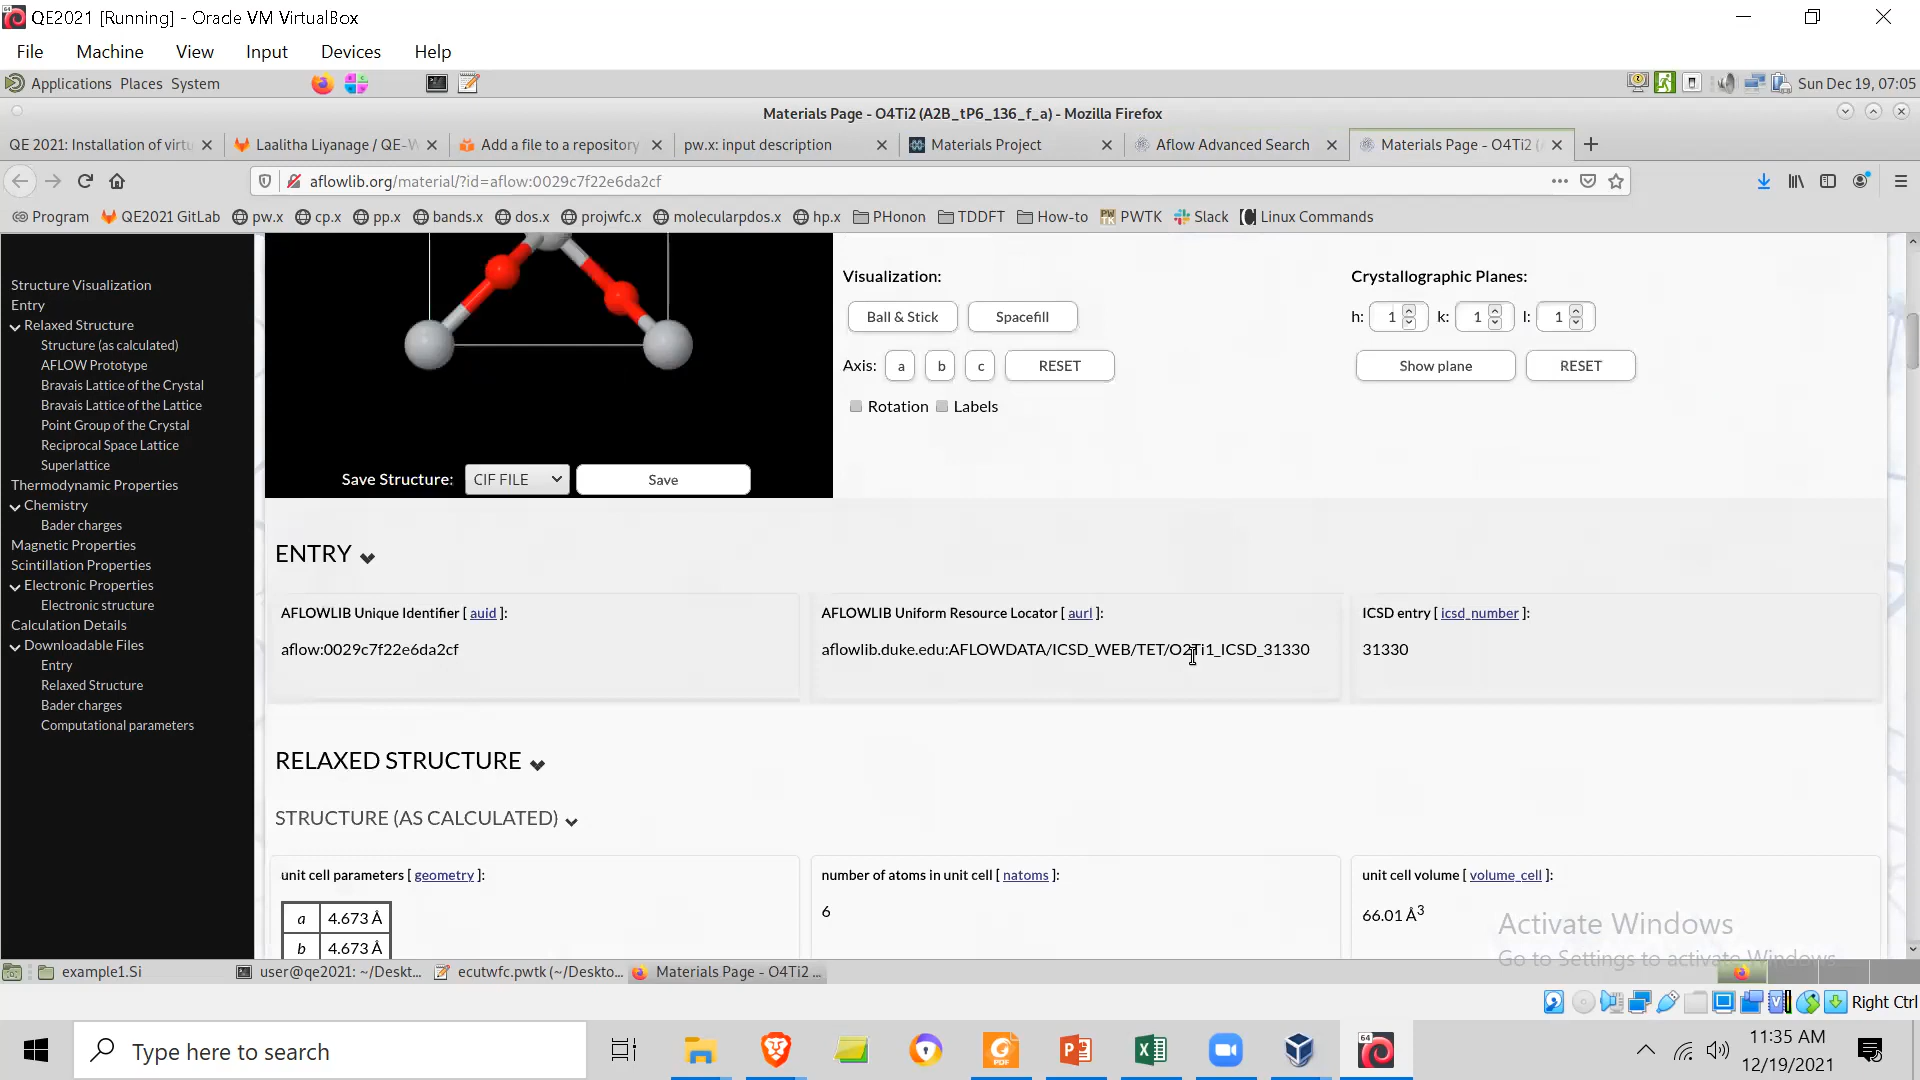 QE2021 [Running] - Oracle VM VirtualBox
File Machine View Input Devices Help
Applications Places System
Sun Dec 19, 07:05
Materials Page - O4Ti2 (A2B_tP6_136_f_a) - Mozilla Firefox
QE 2021: Installation of virtu
Laalitha Liyanage / QE-W
Add a file to a repository
pw.x: input description
Materials Project
Aflow Advanced Search
Materials Page - O4Ti2 (
aflowlib.org/material/?id=aflow:0029c7f22e6da2cf
Program QE2021 GitLab pw.x cp.x pp.x bands.x dos.x projwfc.x molecularpdos.x hp.x PHonon TDDFT How-to PWTK Slack Linux Commands
Structure Visualization
Entry
Relaxed Structure
Structure (as calculated)
AFLOW Prototype
Bravais Lattice of the Crystal
Bravais Lattice of the Lattice
Point Group of the Crystal
Reciprocal Space Lattice
Superlattice
Thermodynamic Properties
Chemistry
Bader charges
Magnetic Properties
Scintillation Properties
Electronic Properties
Electronic structure
Calculation Details
Downloadable Files
Entry
Relaxed Structure
Bader charges
Computational parameters
Save Structure: CIF FILE Save
Visualization:
Ball & Stick Spacefill
Axis: a b c RESET
Rotation Labels
Crystallographic Planes:
h: 1 k: 1 l: 1
Show plane RESET
ENTRY
AFLOWLIB Unique Identifier [ auid ]:
aflow:0029c7f22e6da2cf
AFLOWLIB Uniform Resource Locator [ aurl ]:
aflowlib.duke.edu:AFLOWDATA/ICSD_WEB/TET/O2Ti1_ICSD_31330
ICSD entry [ icsd_number ]:
31330
RELAXED STRUCTURE
STRUCTURE (AS CALCULATED)
unit cell parameters [ geometry ]:
a 4.673 Å
b 4.673 Å
number of atoms in unit cell [ natoms ]:
6
unit cell volume [ volume_cell ]:
66.01 Å3
Activate Windows
Go to Settings to activate Windows.
example1.Si
user@qe2021: ~/Deskt...
ecutwfc.pwtk (~/Deskto...
Materials Page - O4Ti2 ...
Right Ctrl
Type here to search
11:35 AM
12/19/2021